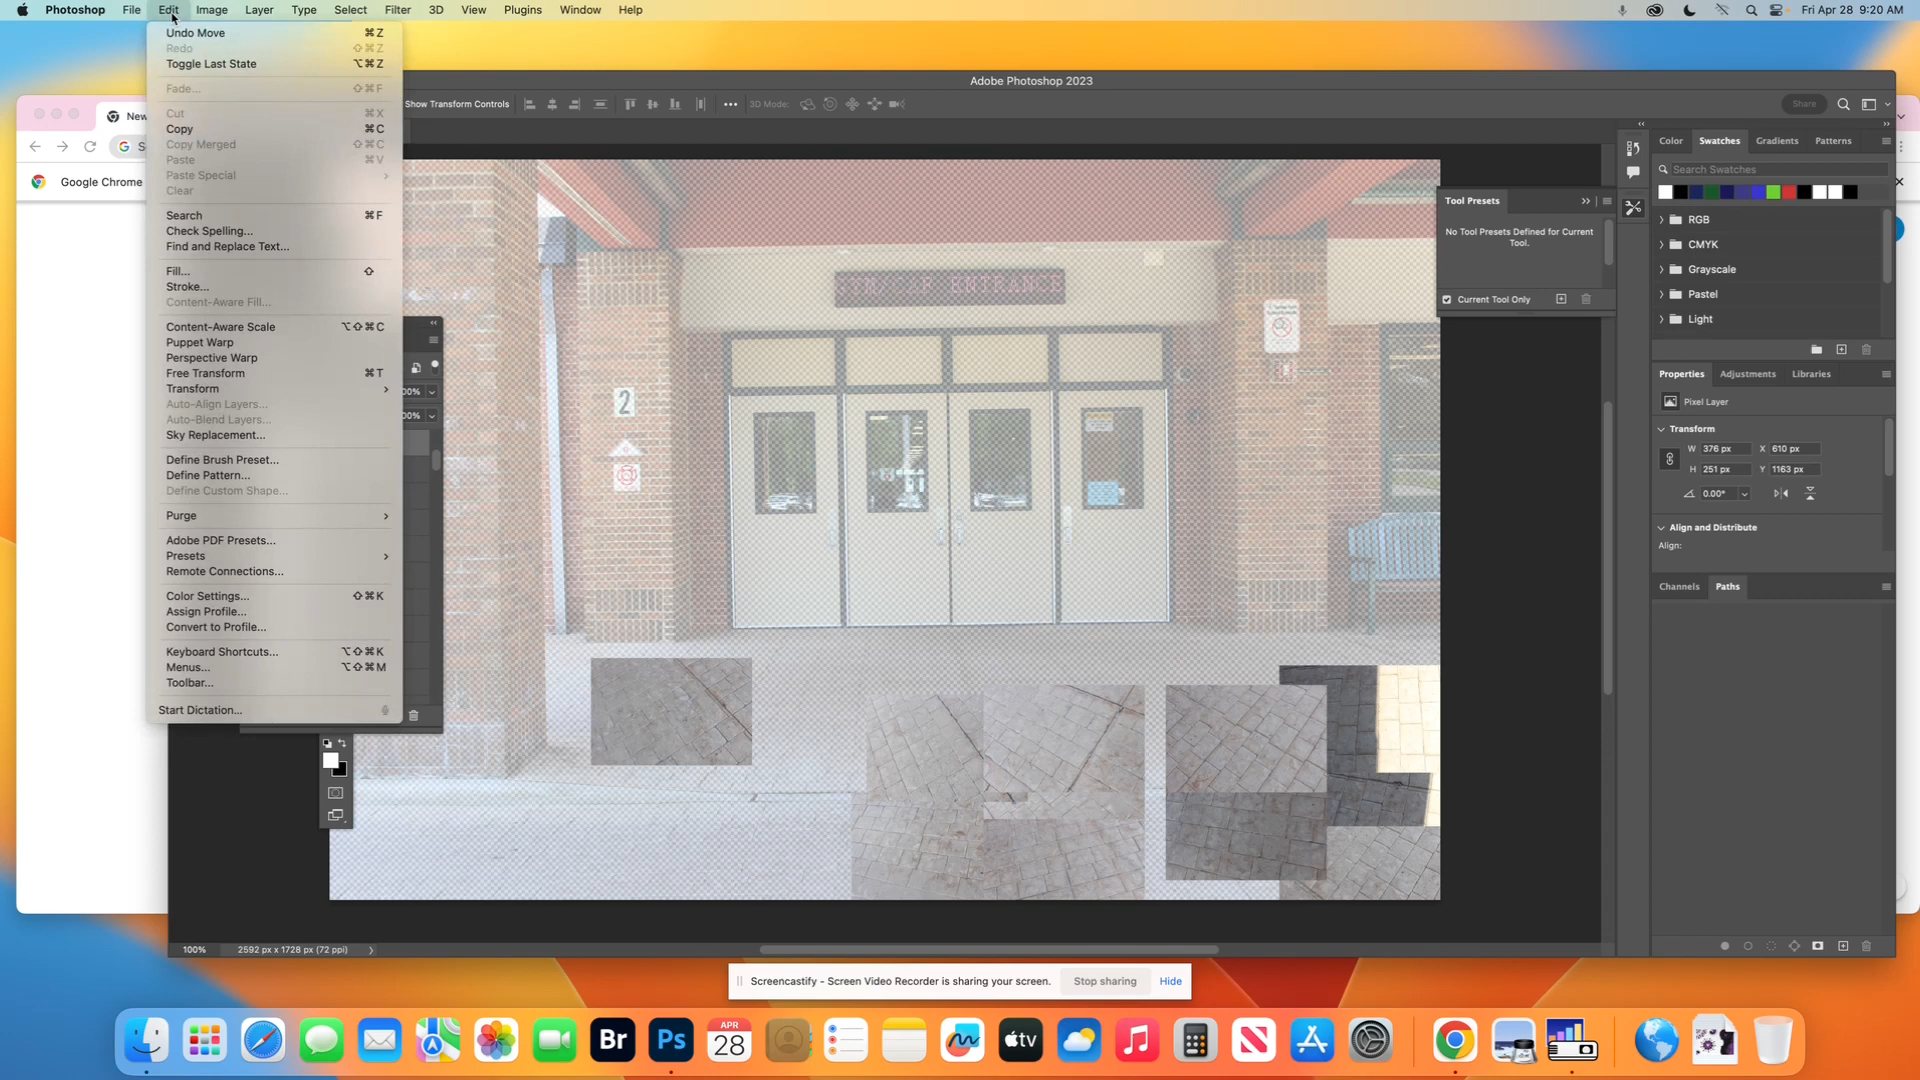 Photoshop File Edit Image Layer Type Select Filter 3D View Plugins Window Help
Fri Apr 28 9:20 AM
Undo Move ⌘Z
Redo ⇧⌘Z
Toggle Last State ⌥⌘Z
Fade... ⇧⌘F
Cut ⌘X
Copy ⌘C
Copy Merged ⇧⌘C
Paste ⌘V
Paste Special
Clear
Search ⌘F
Check Spelling...
Find and Replace Text...
Fill... ⇧
Stroke...
Content-Aware Fill...
Content-Aware Scale ⌥⇧⌘C
Puppet Warp
Perspective Warp
Free Transform ⌘T
Transform
Auto-Align Layers...
Auto-Blend Layers...
Sky Replacement...
Define Brush Preset...
Define Pattern...
Define Custom Shape...
Purge
Adobe PDF Presets...
Presets
Remote Connections...
Color Settings... ⇧⌘K
Assign Profile...
Convert to Profile...
Keyboard Shortcuts... ⌥⇧⌘K
Menus... ⌥⇧⌘M
Toolbar...
Start Dictation...
New
Google Chrome
Adobe Photoshop 2023
Show Transform Controls
3D Mode:
Share
ENTRANCE
2
Tool Presets
No Tool Presets Defined for Current
Tool.
Current Tool Only
Color Swatches Gradients Patterns
Search Swatches
RGB
CMYK
Grayscale
Pastel
Light
Properties Adjustments Libraries
Pixel Layer
Transform
W 376 px X 610 px
H 251 px Y 1163 px
0.00°
Align and Distribute
Align:
Channels Paths
100% 2592 px x 1728 px (72 ppi)
Screencastify - Screen Video Recorder is sharing your screen. Stop sharing Hide
Br
Ps
APR
28
tv